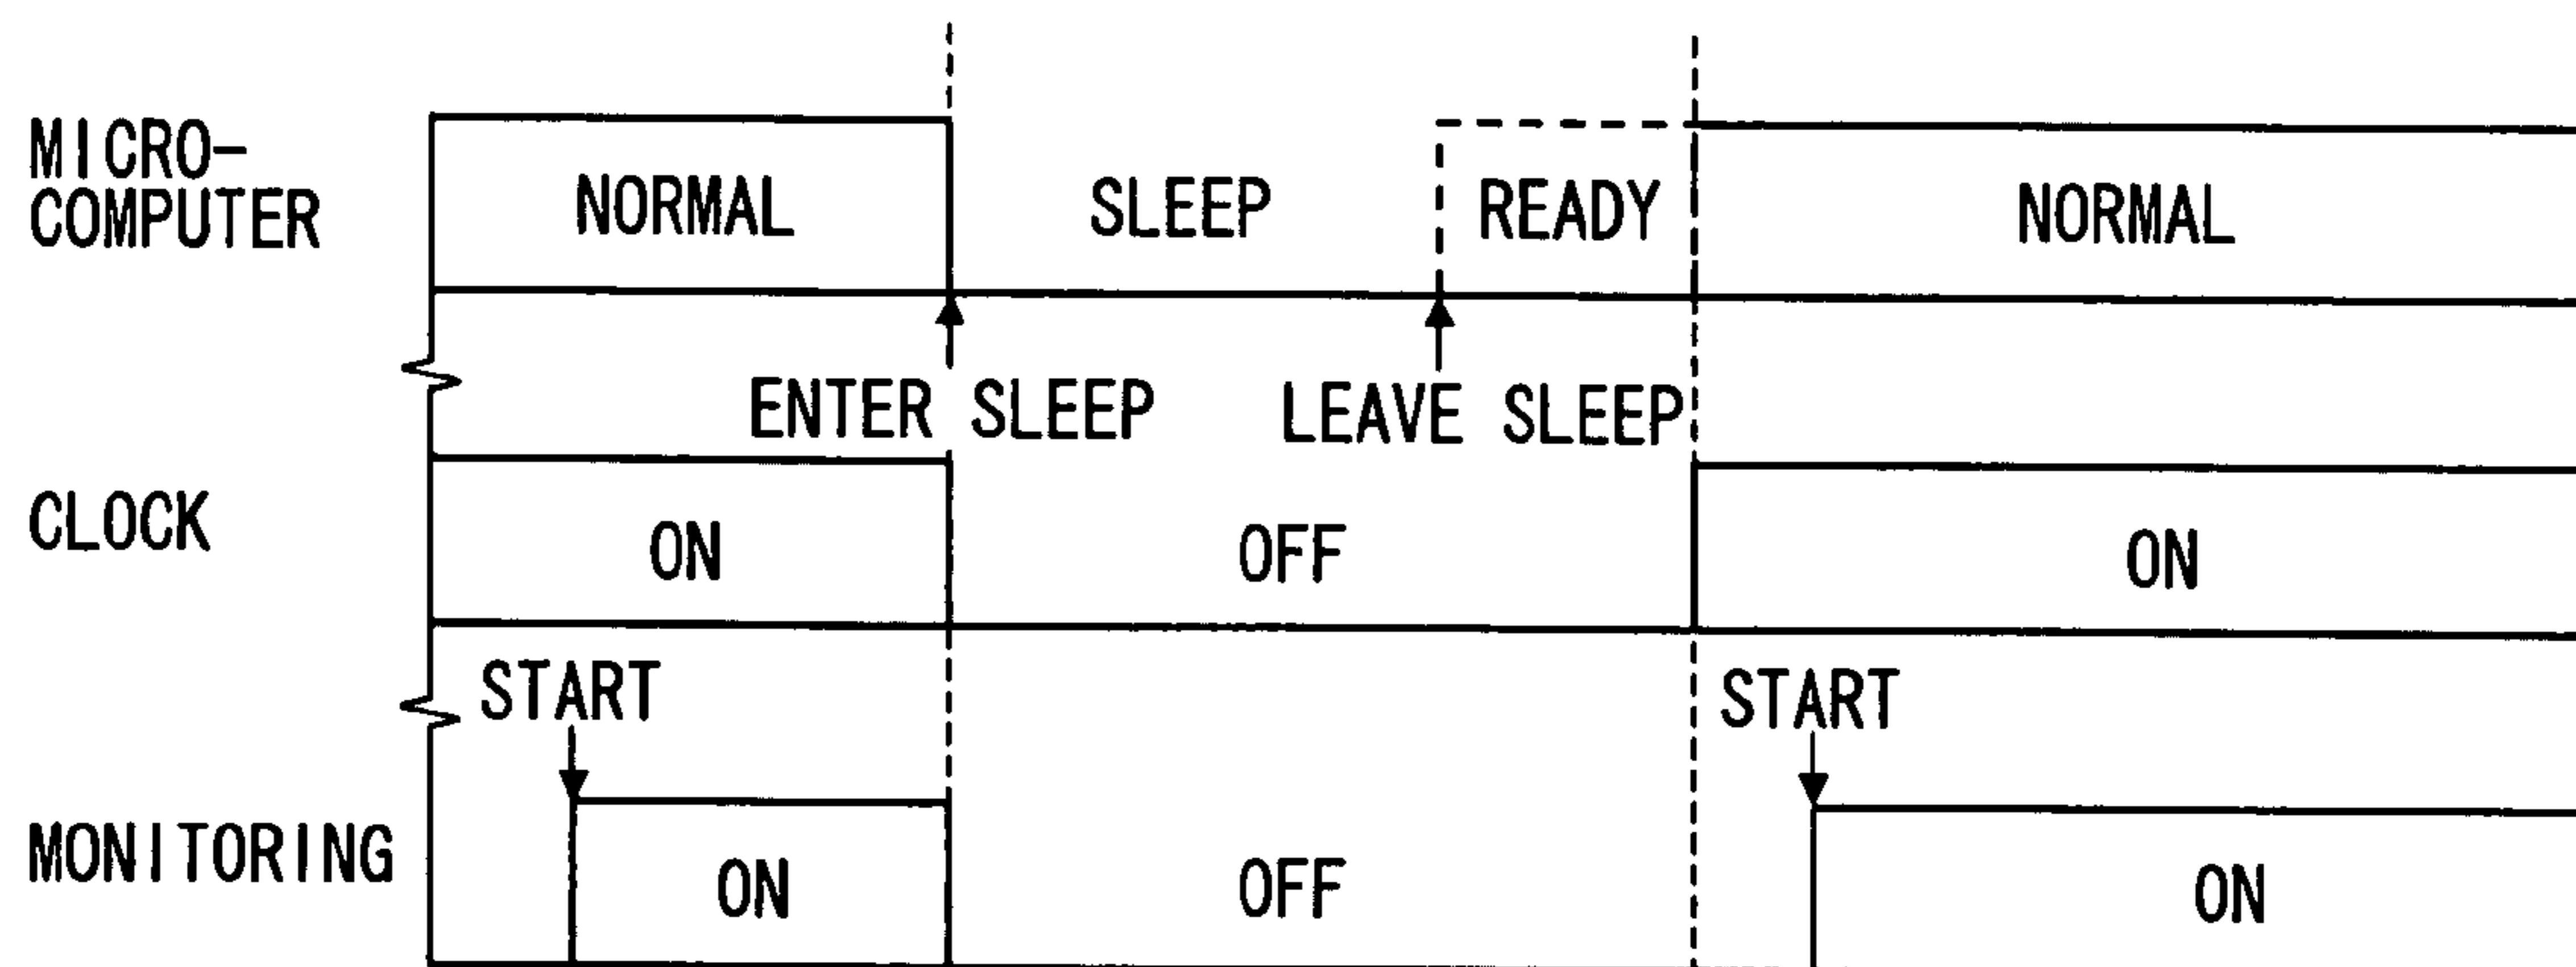 MICRO-
COMPUTER
NORMAL
SLEEP
READY
NORMAL
ENTER SLEEP
LEAVE SLEEP
CLOCK
ON
OFF
ON
START
START
MONITORING
ON
OFF
ON